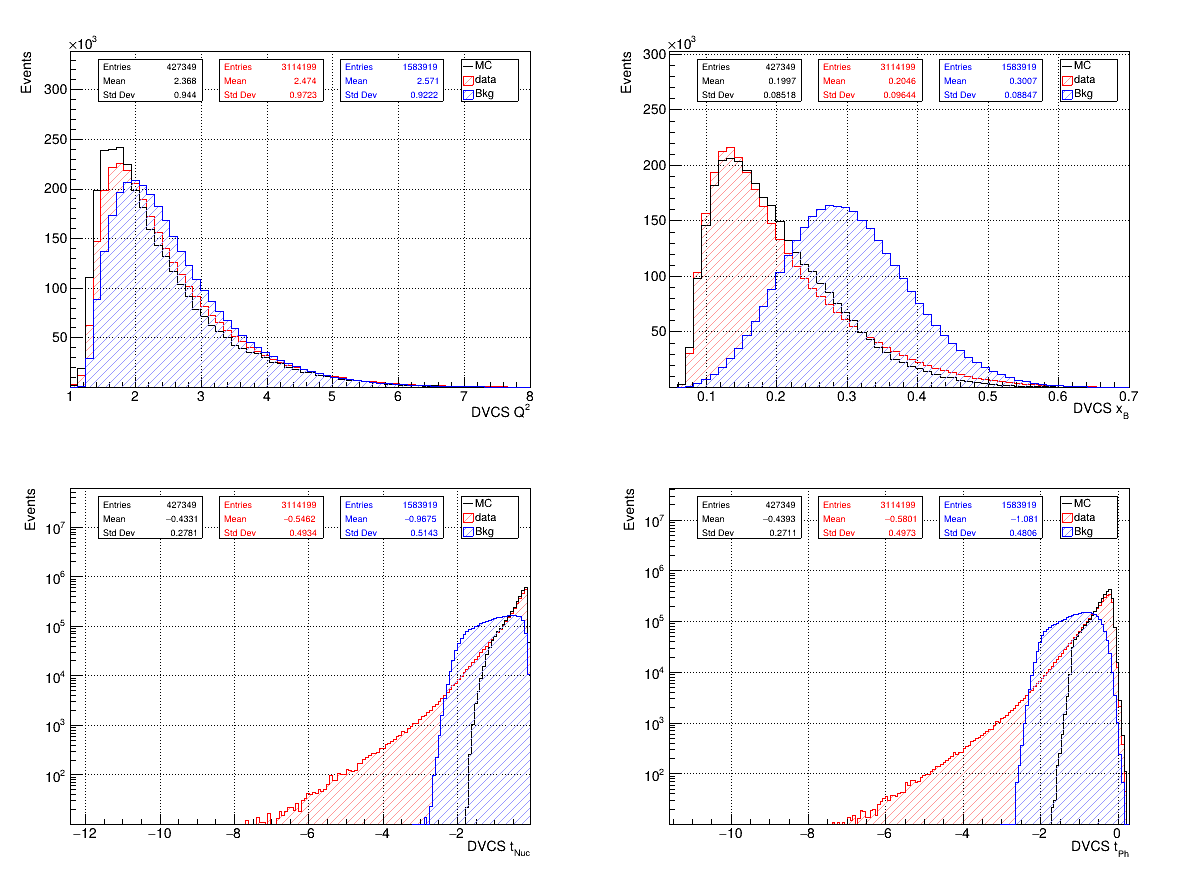 ×10³
Events
Entries 427349
Mean 2.368
Std Dev 0.944
Entries 3114199
Mean 2.474
Std Dev 0.9723
Entries 1583919
Mean 2.571
Std Dev 0.9222
MC
data
Bkg
300
250
200
150
100
50
1 2 3 4 5 6 7 8
DVCS Q²
×10³
Events
Entries 427349
Mean 0.1997
Std Dev 0.08518
Entries 3114199
Mean 0.2046
Std Dev 0.09644
Entries 1583919
Mean 0.3007
Std Dev 0.08847
MC
data
Bkg
300
250
200
150
100
50
0.1 0.2 0.3 0.4 0.5 0.6 0.7
DVCS x_B
Events
Entries 427349
Mean −0.4331
Std Dev 0.2781
Entries 3114199
Mean −0.5462
Std Dev 0.4934
Entries 1583919
Mean −0.9675
Std Dev 0.5143
MC
data
Bkg
10⁷
10⁶
10⁵
10⁴
10³
10²
−12 −10 −8 −6 −4 −2
DVCS t_Nuc
Events
Entries 427349
Mean −0.4393
Std Dev 0.2711
Entries 3114199
Mean −0.5801
Std Dev 0.4973
Entries 1583919
Mean −1.081
Std Dev 0.4806
MC
data
Bkg
10⁷
10⁶
10⁵
10⁴
10³
10²
−10 −8 −6 −4 −2 0
DVCS t_Ph